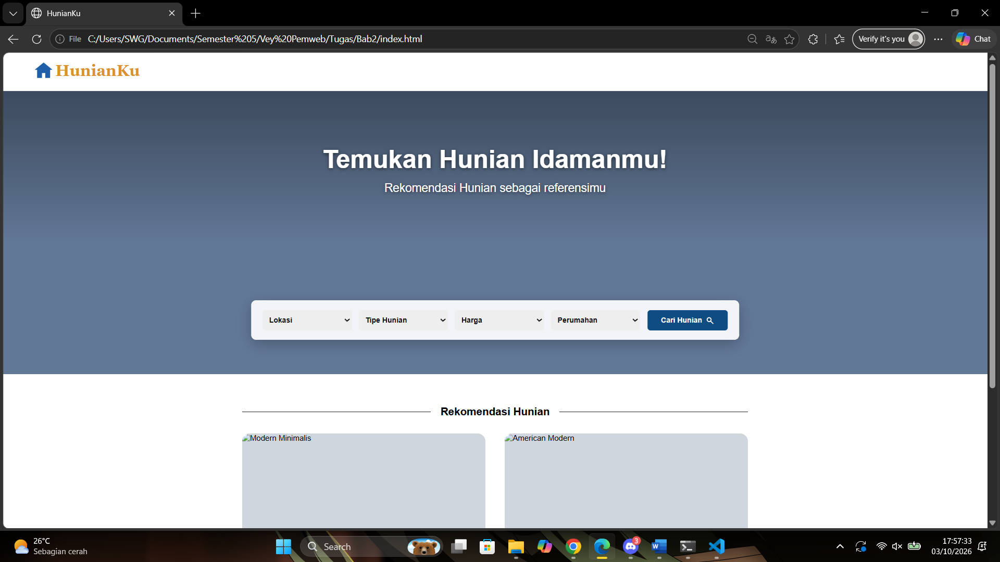 HunianKu
File C:/Users/SWG/Documents/Semester%205/Vey%20Pemweb/Tugas/Bab2/index.html
Verify it's you
Chat
HunianKu
Temukan Hunian Idamanmu!
Rekomendasi Hunian sebagai referensimu
Lokasi
Tipe Hunian
Harga
Perumahan
Cari Hunian
Rekomendasi Hunian
Modern Minimalis
American Modern
26°C
Sebagian cerah
Search
3
17:57:33
03/10/2026